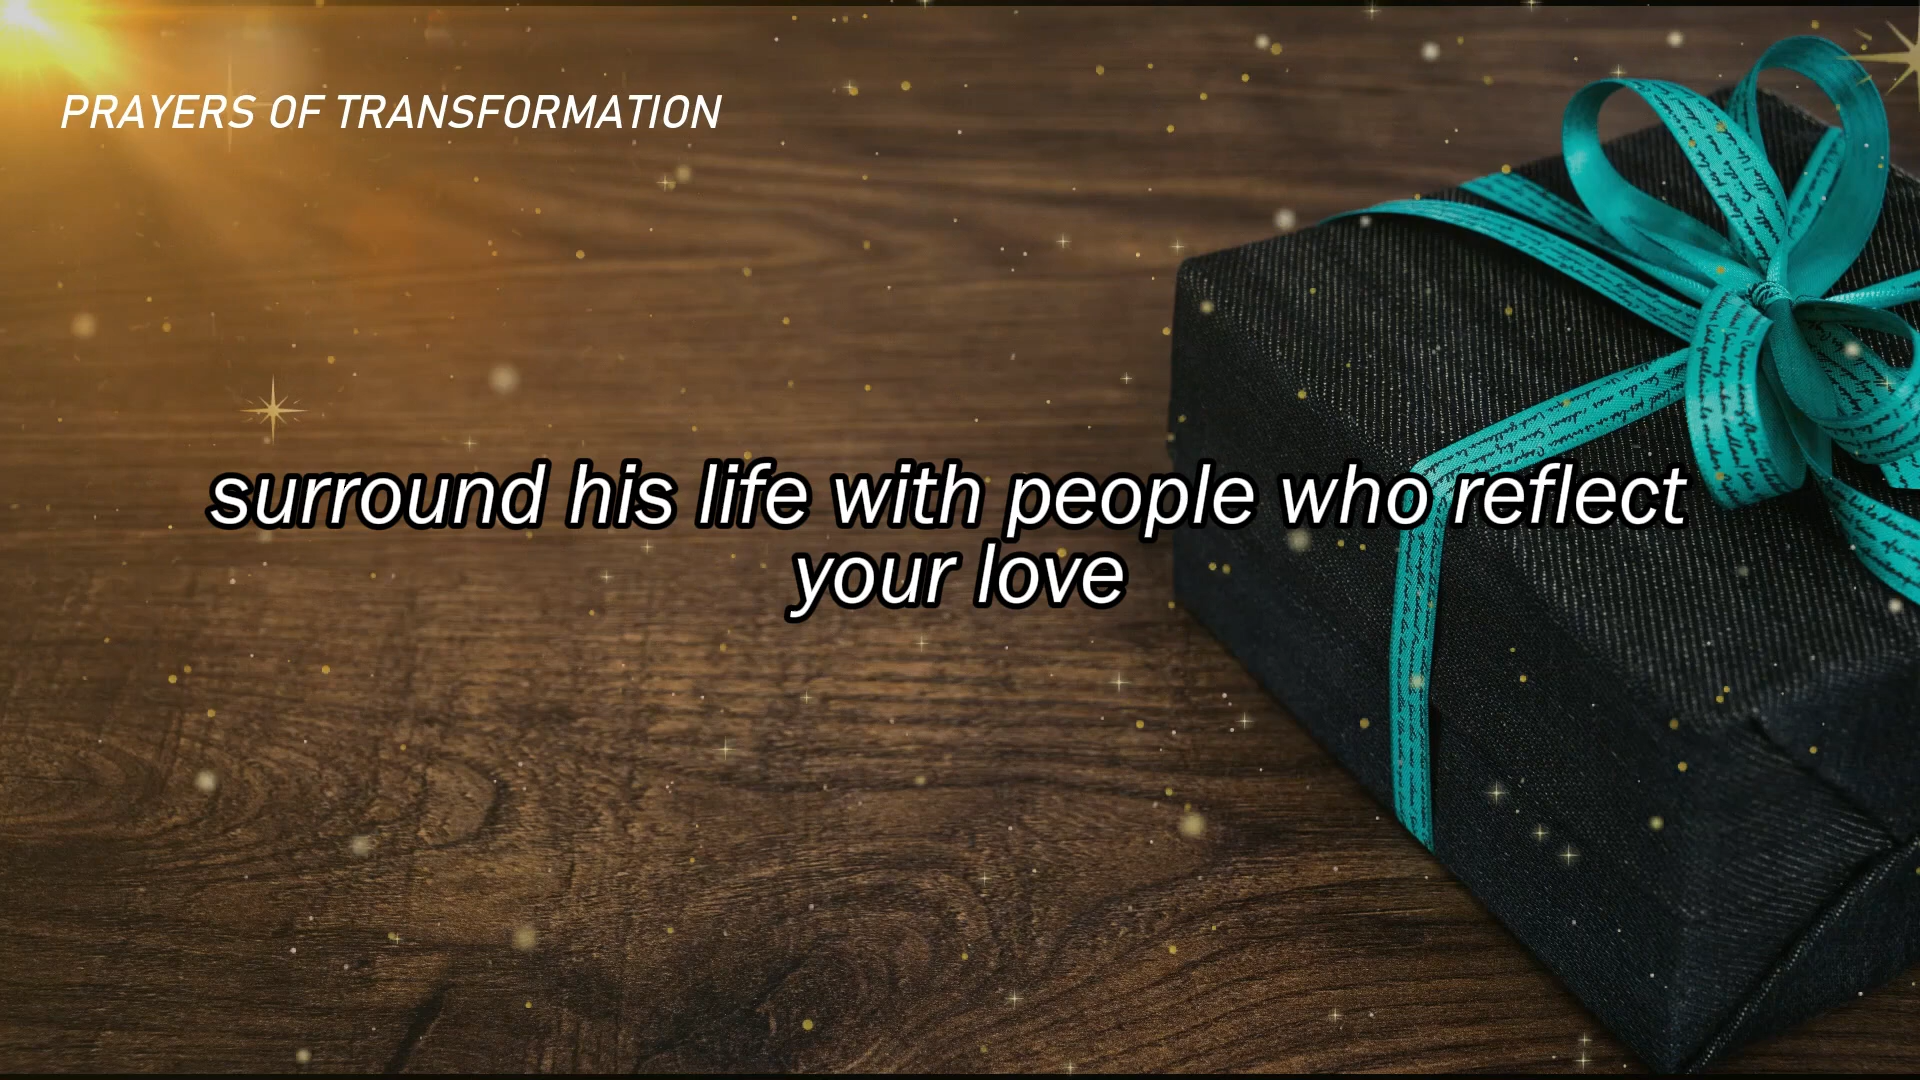 PRAYERS OF TRANSFORMATION
surround his life with people who reflect
your love